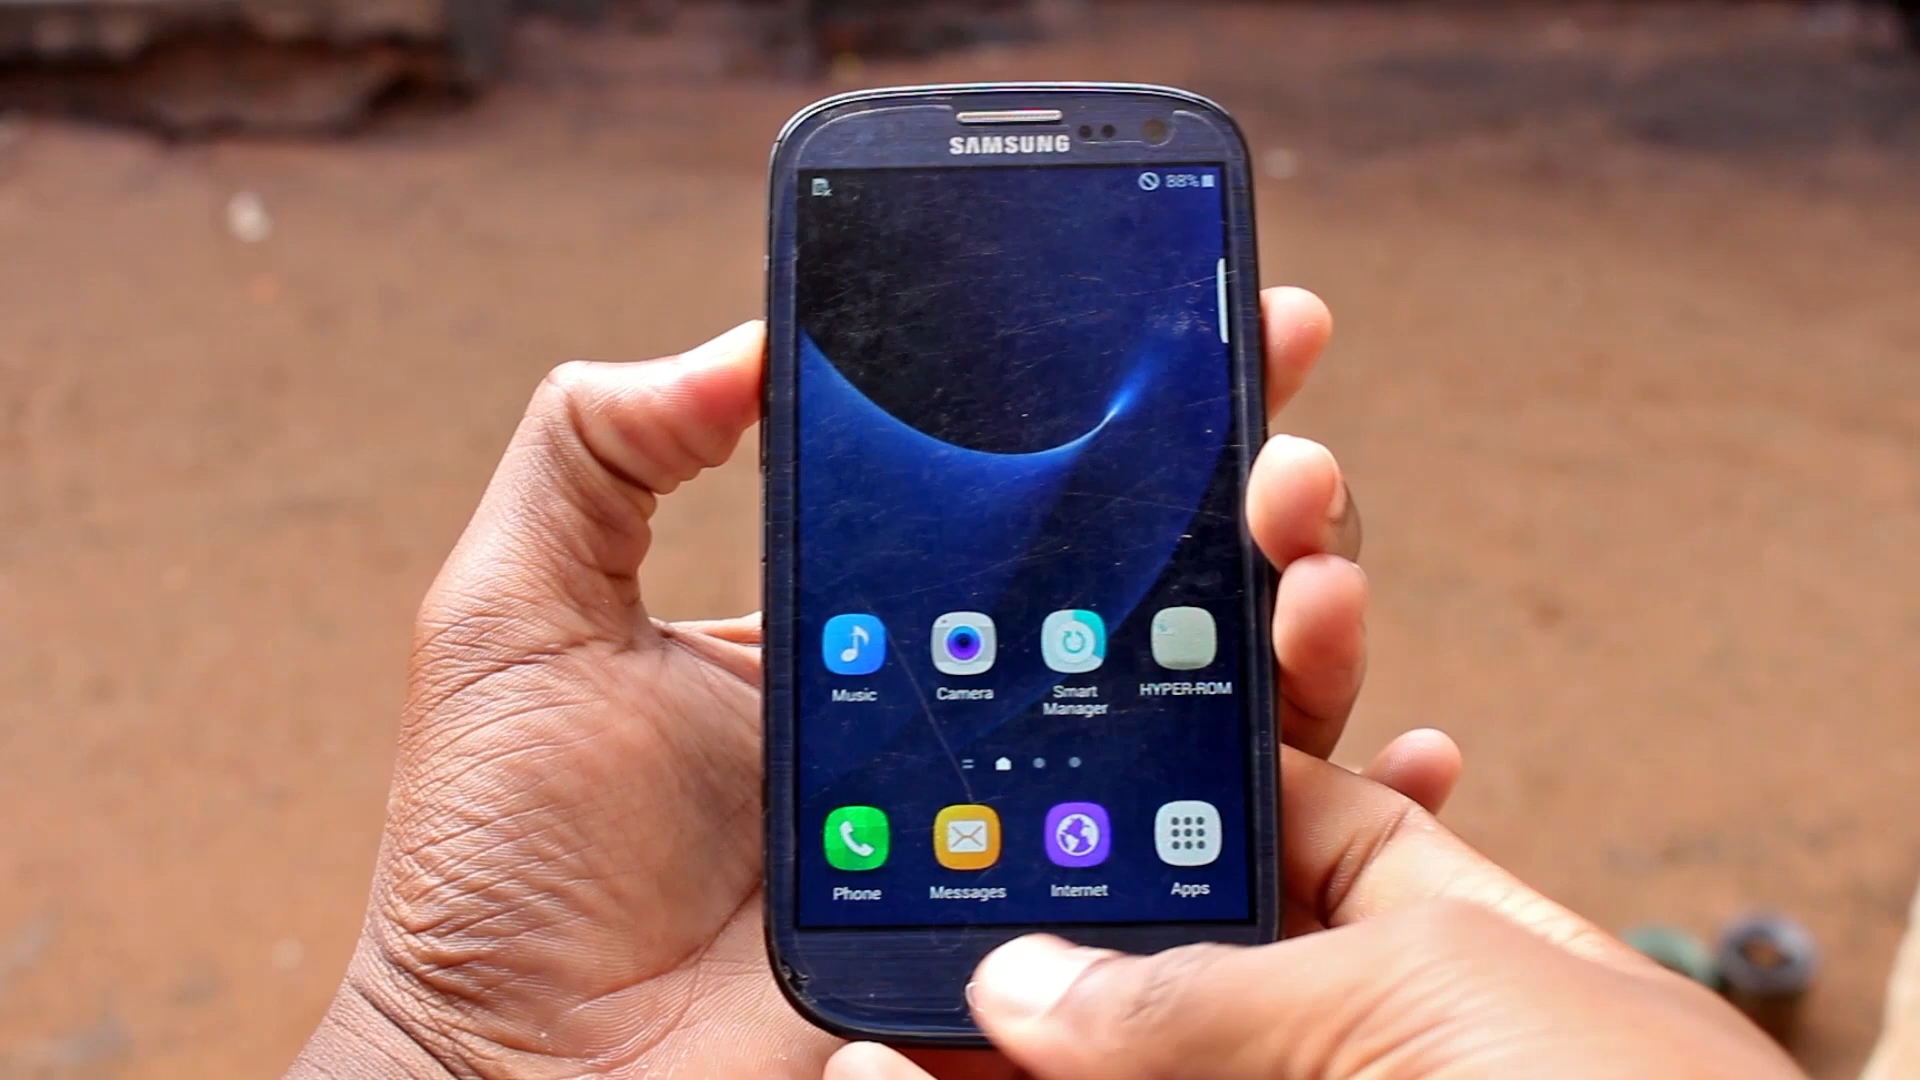 SAMSUNG
88%
Music
Camera
Smart
Manager
HYPER-ROM
Phone
Messages
Internet
Apps